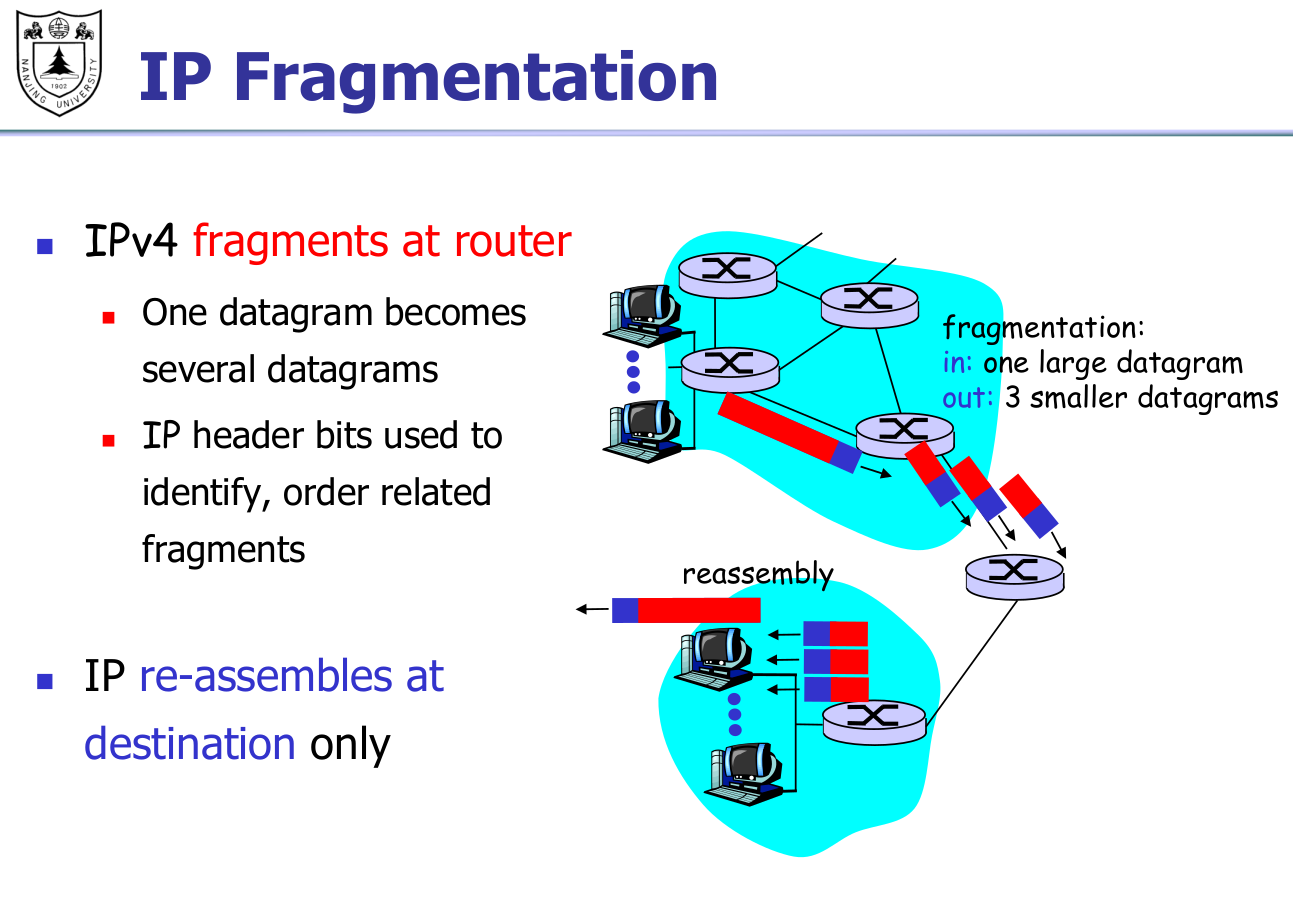 NANJING UNIVERSITY
1902
IP Fragmentation
IPv4 fragments at router
One datagram becomes
several datagrams
IP header bits used to
identify, order related
fragments
IP re-assembles at
destination only
fragmentation:
in: one large datagram
out: 3 smaller datagrams
reassembly